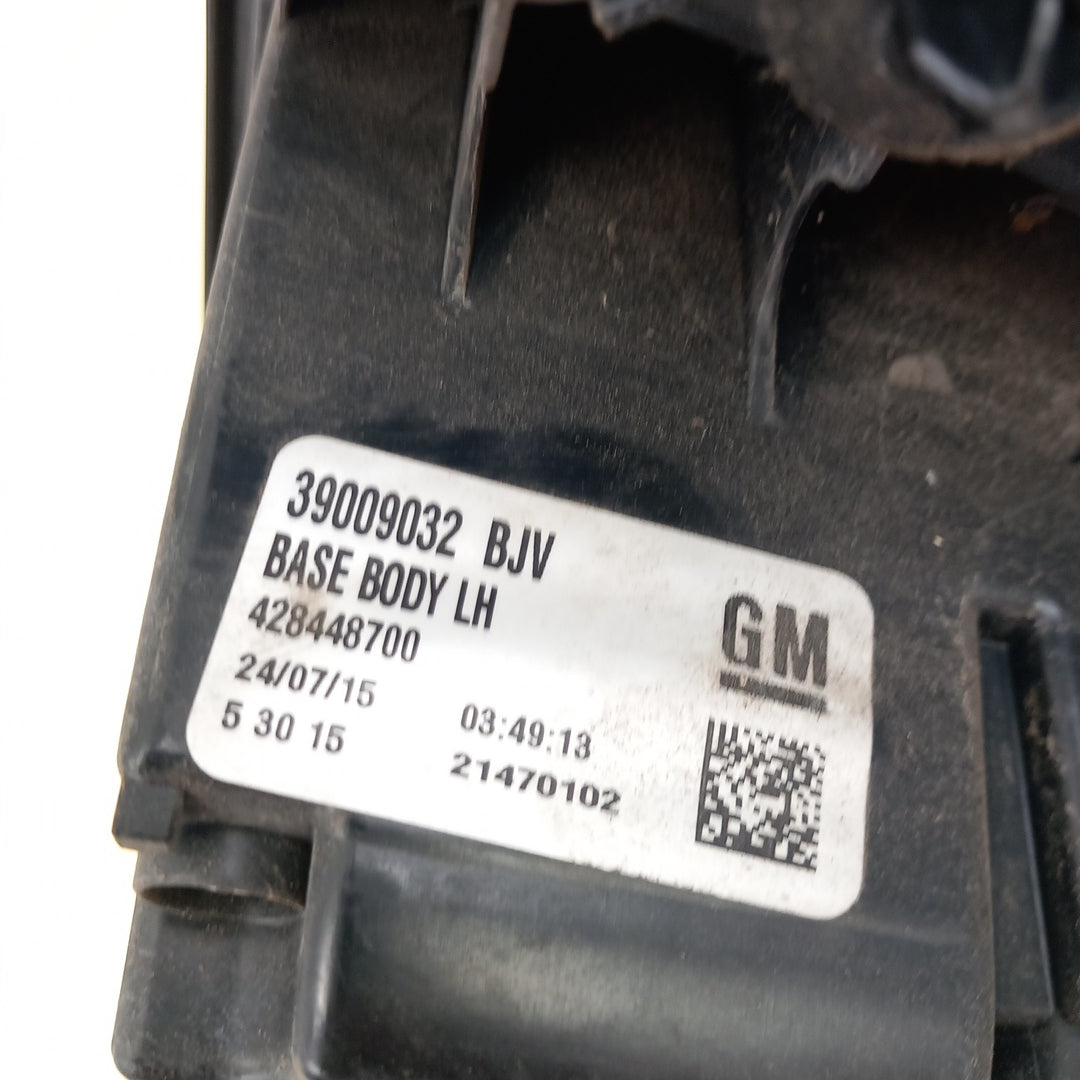 39009032 BJV
BASE BODY LH
428448700
GM
24/07/15 03:49:13
5 30 15 21470102